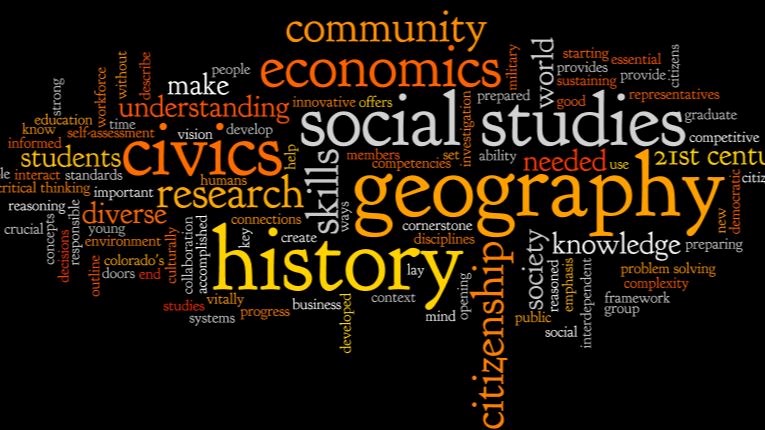 community
economics
military
world
starting
essential
provides
provide
sustaining
citizens
people
make
strong
workforce
without
describe
understanding
innovative offers
prepared
good
representatives
education
time
know
self-assessment
vision
develop
social studies
investigation
graduate
competitive
informed
students
civics
help
members
set
competencies
ability
needed
use
interact
standards
critical thinking
important
humans
research
skills
ways
geography
new
democratic
reasoning
crucial
concepts
responsible
diverse
young
connections
collaboration
accomplished
key
create
cornerstone
disciplines
environment
colorado's
decisions
outline
doors
end
culturally
history
lay
opening
citizenship
society
reasoned
emphasis
interdependent
knowledge
preparing
problem solving
complexity
framework
group
studies
vitally
systems
progress
business
developed
context
mind
public
social